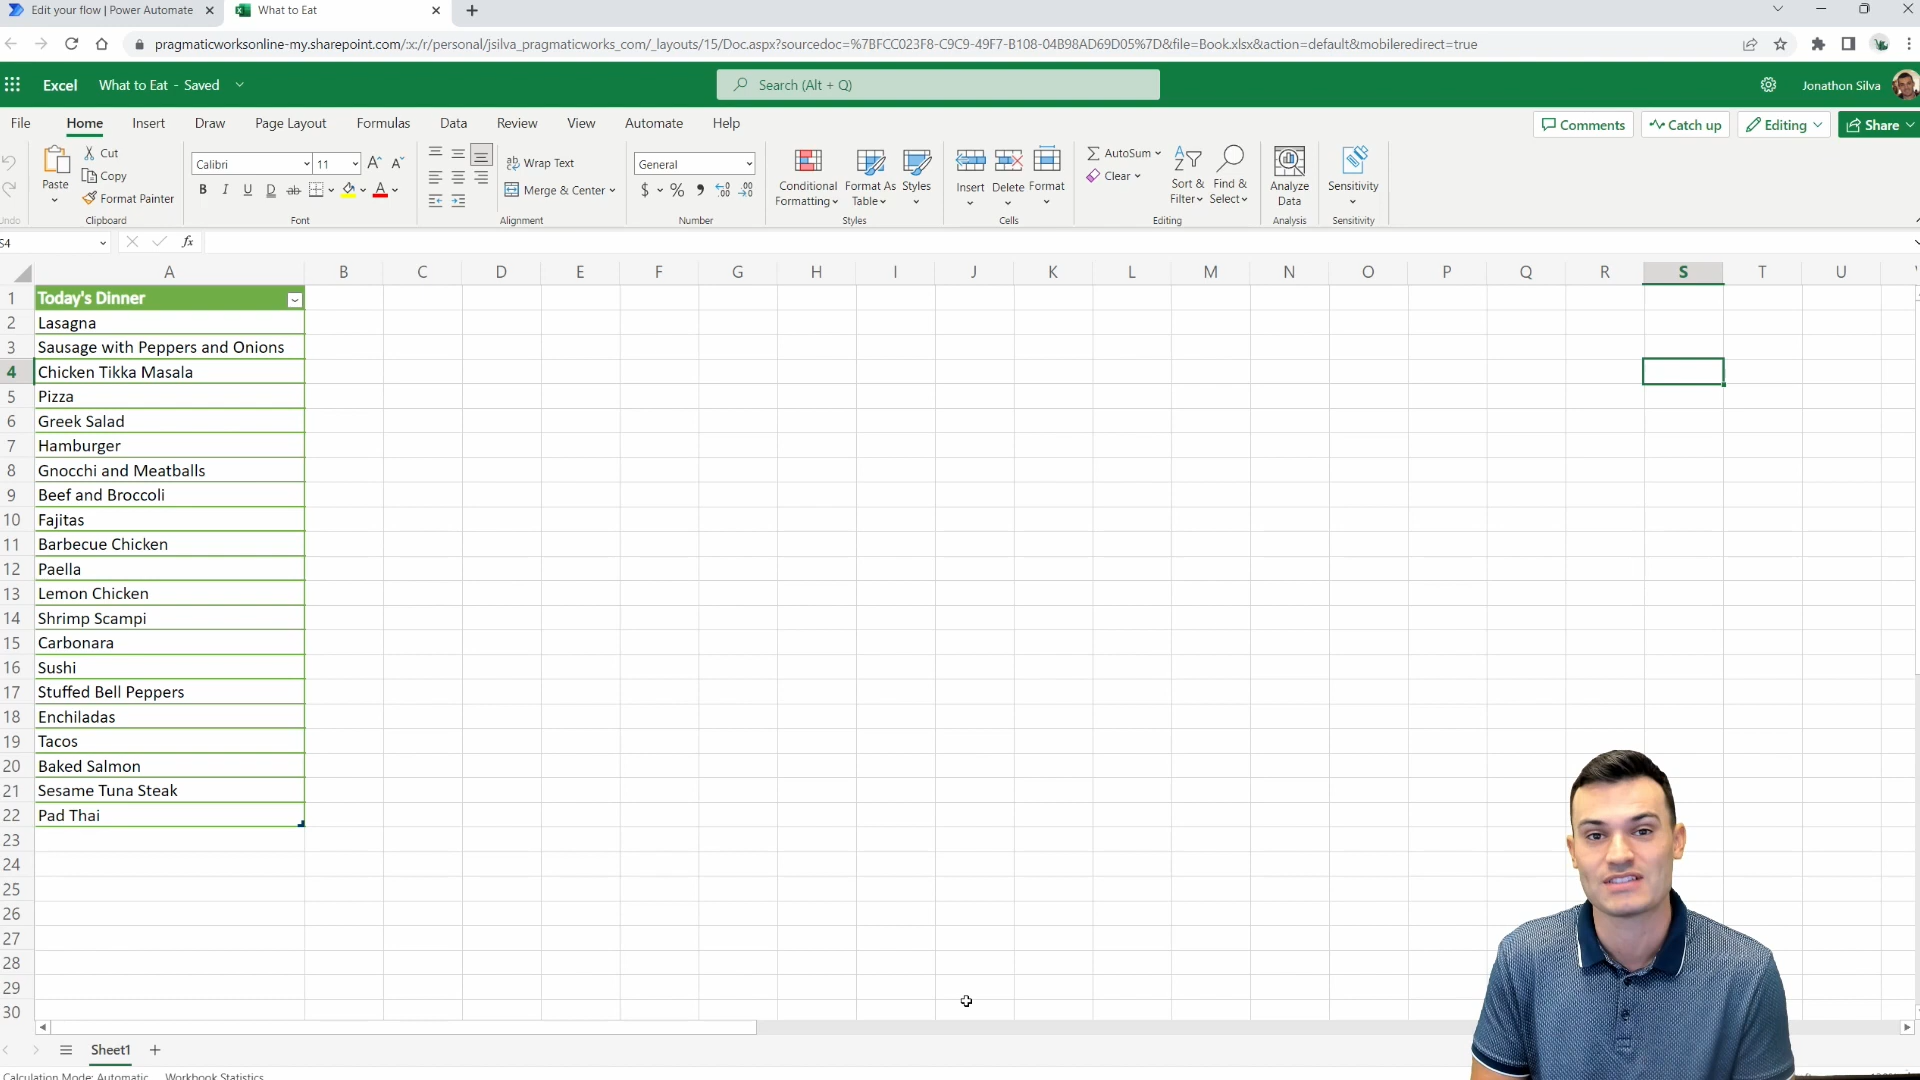 Edit your flow | Power Automate
What to Eat
pragmaticworksonline-my.sharepoint.com/:x:/r/personal/jsilva_pragmaticworks_com/_layouts/15/Doc.aspx?sourcedoc=%7BFCC023F8-C9C9-49F7-B108-04B98AD69D05%7D&file=Book.xlsx&action=default&mobileredirect=true
Excel What to Eat - Saved
Search (Alt + Q)
Jonathon Silva
File Home Insert Draw Page Layout Formulas Data Review View Automate Help
Comments Catch up Editing Share
Paste Cut Copy Format Painter
Calibri 11
B I U D ab
Wrap Text
Merge & Center
General
$ % 9 .00
Conditional Formatting Format As Table Styles
Insert Delete Format
AutoSum Clear
Sort & Filter Find & Select
Analyze Data
Sensitivity
Undo Clipboard Font Alignment Number Styles Cells Editing Analysis Sensitivity
S4 fx
A B C D E F G H I J K L M N O P Q R S T U
1 Today's Dinner
2 Lasagna
3 Sausage with Peppers and Onions
4 Chicken Tikka Masala
5 Pizza
6 Greek Salad
7 Hamburger
8 Gnocchi and Meatballs
9 Beef and Broccoli
10 Fajitas
11 Barbecue Chicken
12 Paella
13 Lemon Chicken
14 Shrimp Scampi
15 Carbonara
16 Sushi
17 Stuffed Bell Peppers
18 Enchiladas
19 Tacos
20 Baked Salmon
21 Sesame Tuna Steak
22 Pad Thai
23
24
25
26
27
28
29
30
Sheet1
Calculation Mode: Automatic Workbook Statistics